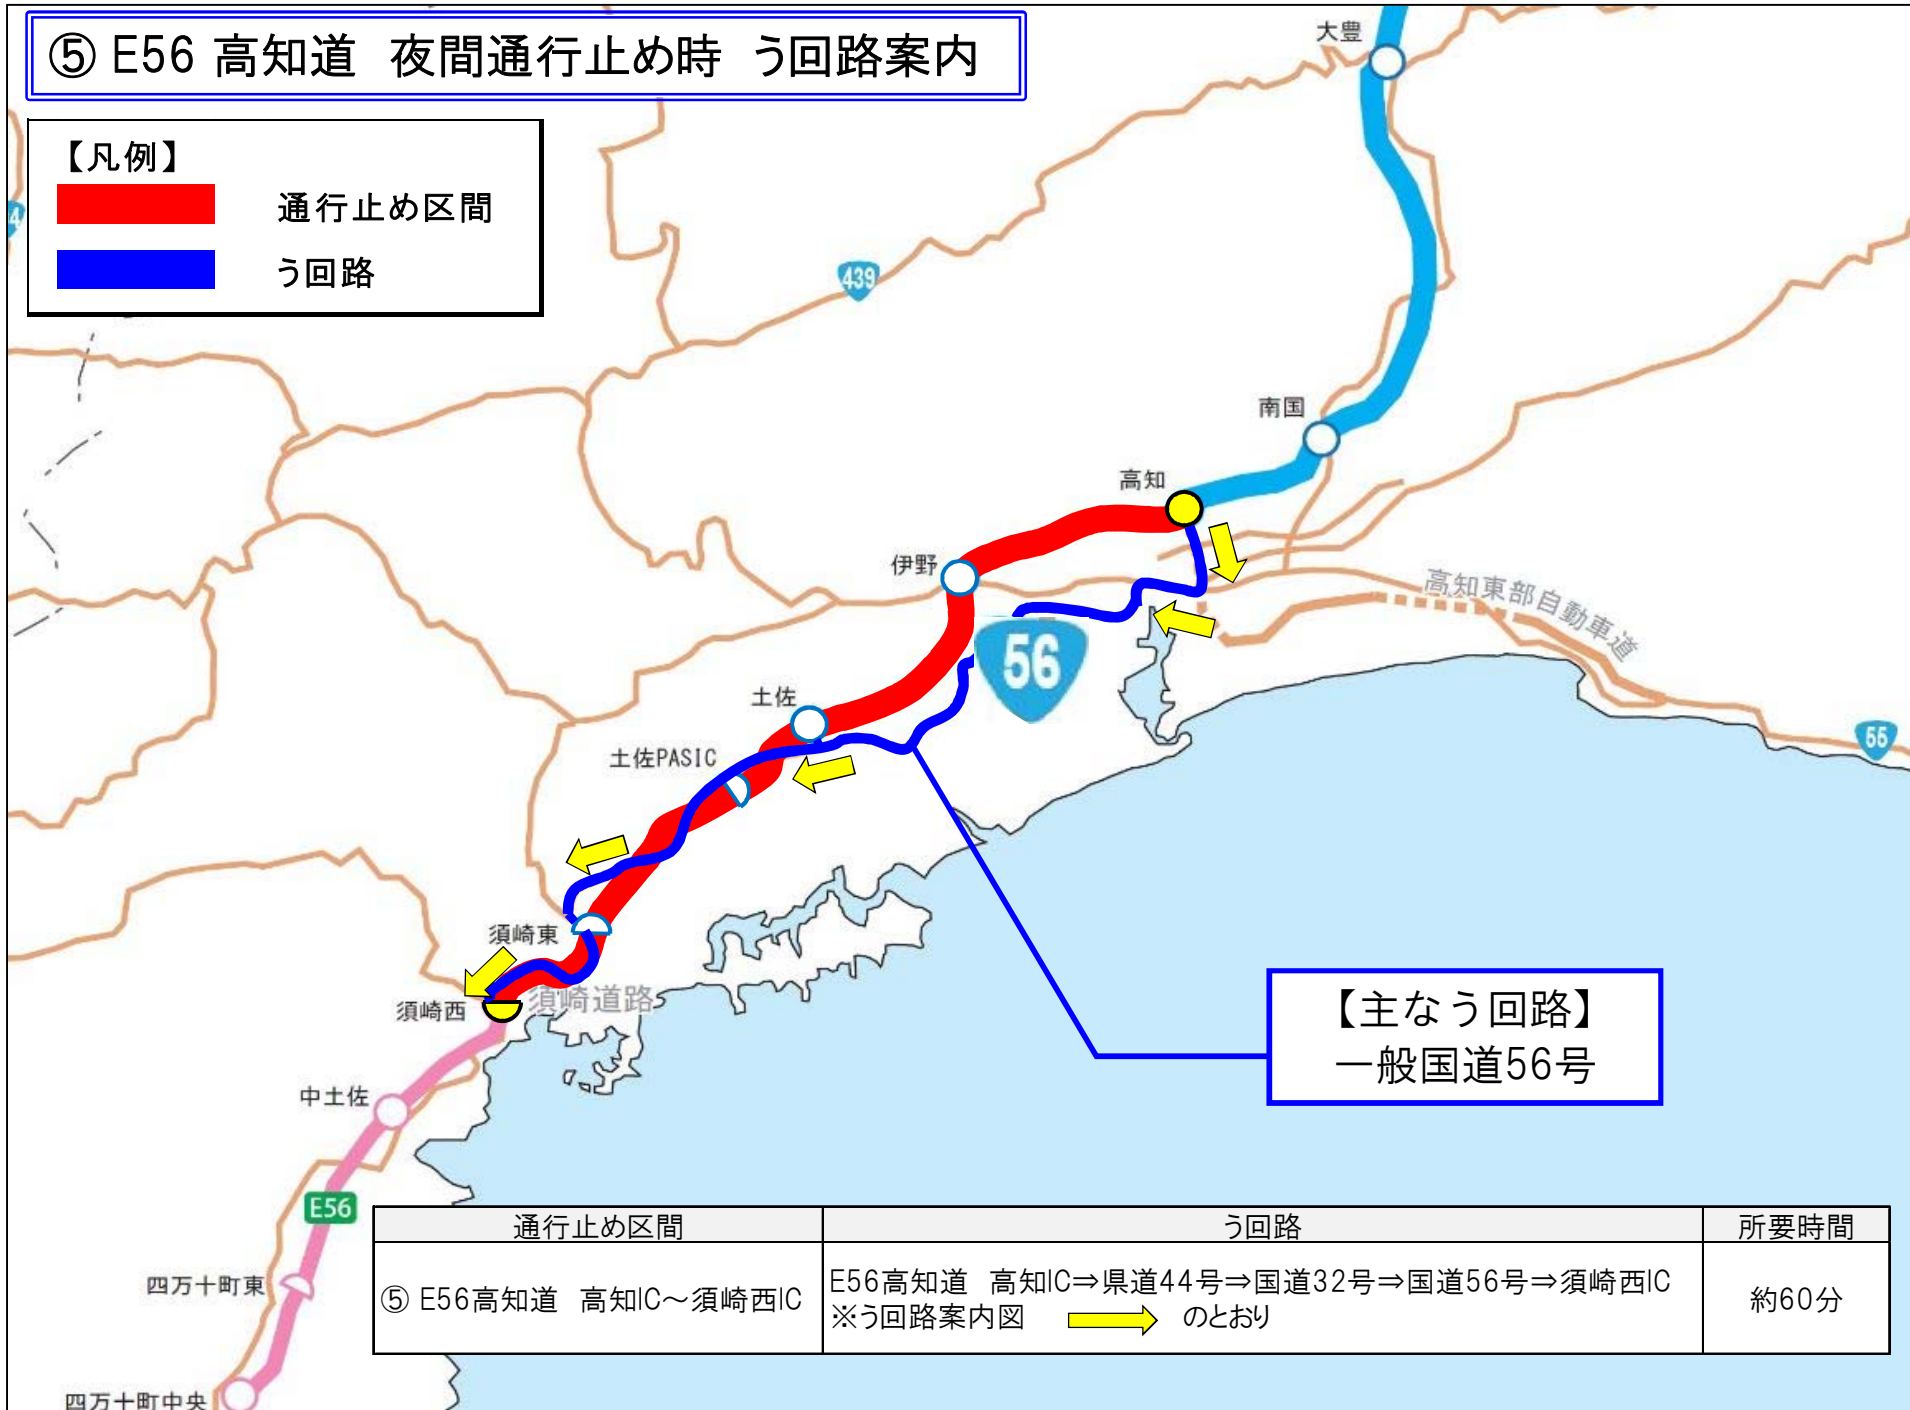 ⑤ E56 高知道　夜間通行止め時　う回路案内
【凡例】
通行止め区間
う回路
大豊
439
南国
高知
伊野
高知東部自動車道
56
土佐
土佐PASIC
55
須崎東
須崎西
須崎道路
【主なう回路】
一般国道56号
中土佐
E56
四万十町東
四万十町中央
通行止め区間　う回路　所要時間
⑤ E56高知道　高知IC～須崎西IC
E56高知道　高知IC⇒県道44号⇒国道32号⇒国道56号⇒須崎西IC
※う回路案内図　のとおり
約60分